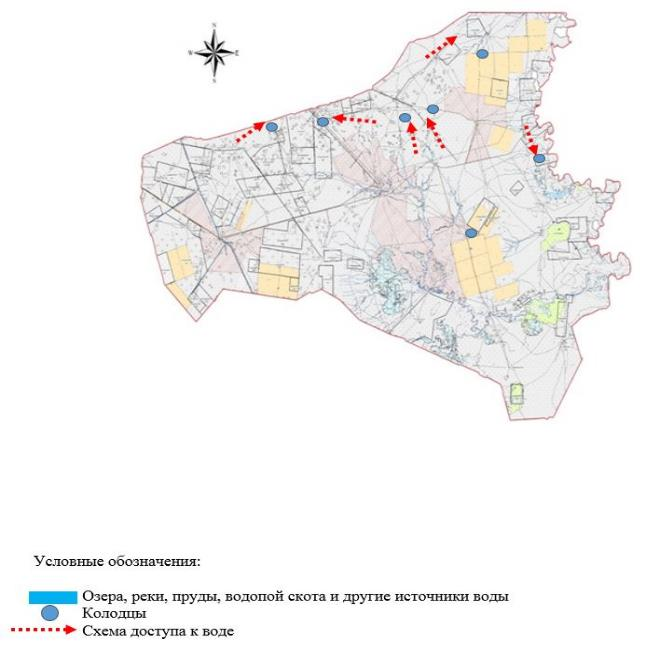 N
W E
S
Условные обозначения:
Озера, реки, пруды, водопой скота и другие источники воды
Колодцы
Схема доступа к воде